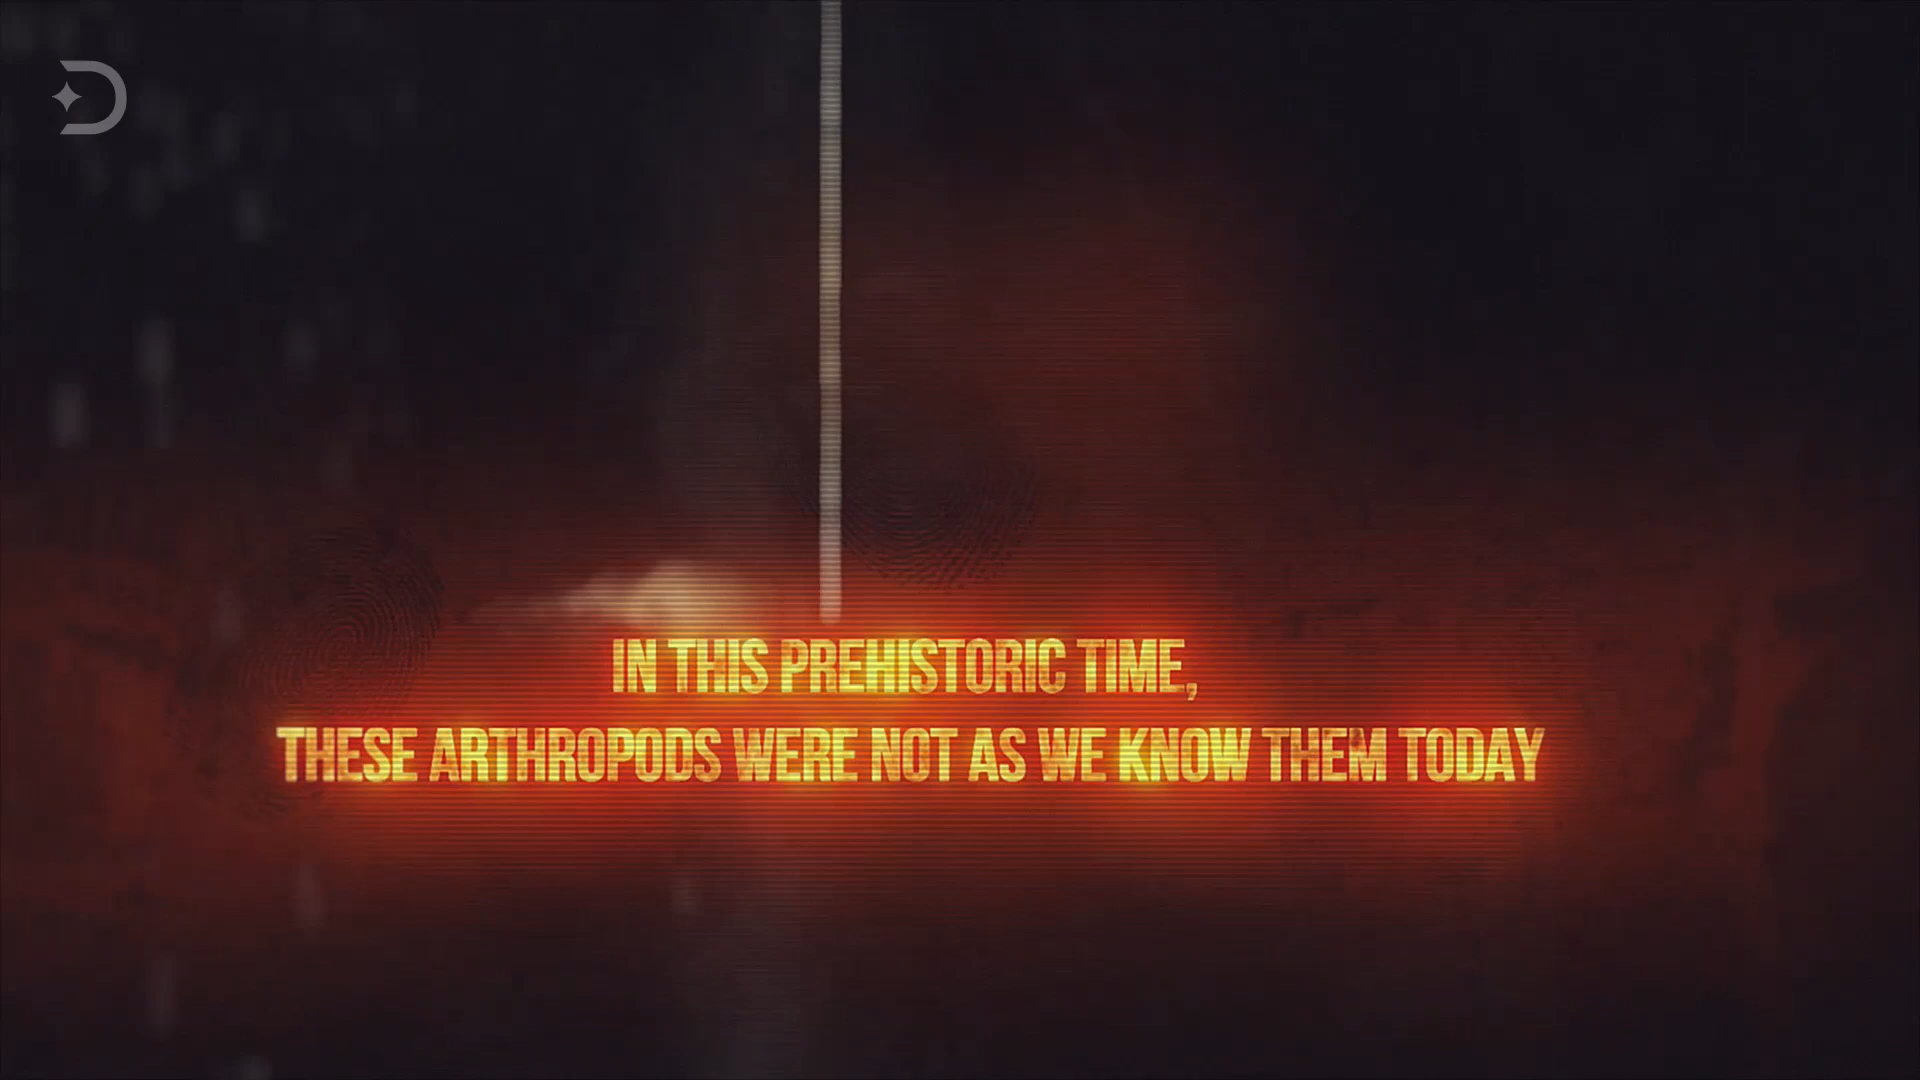 IN THIS PREHISTORIC TIME,
THESE ARTHROPODS WERE NOT AS WE KNOW THEM TODAY